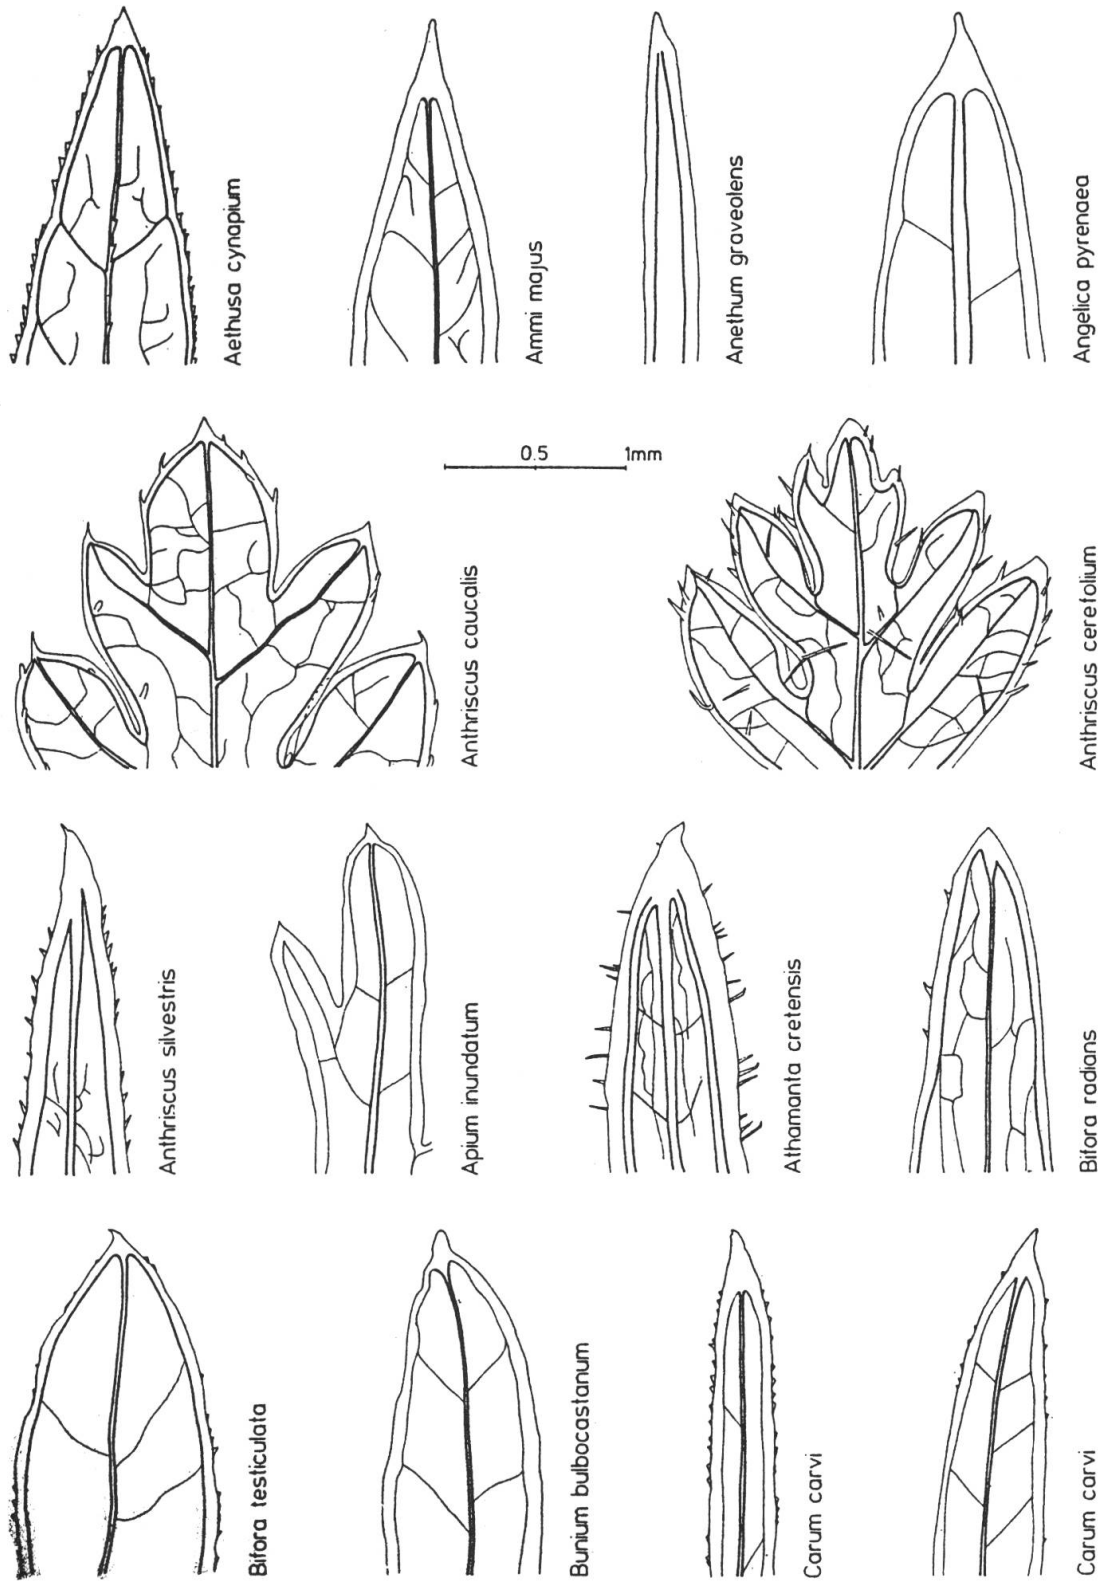 Aethusa cynapium
Ammi majus
Anethum graveolens
Angelica pyrenaea
0.5 1mm
Anthriscus caucalis
Anthriscus cerefolium
Anthriscus silvestris
Apium inundatum
Athamanta cretensis
Bifora radians
Bifora testiculata
Bunium bulbocastanum
Carum carvi
Carum carvi